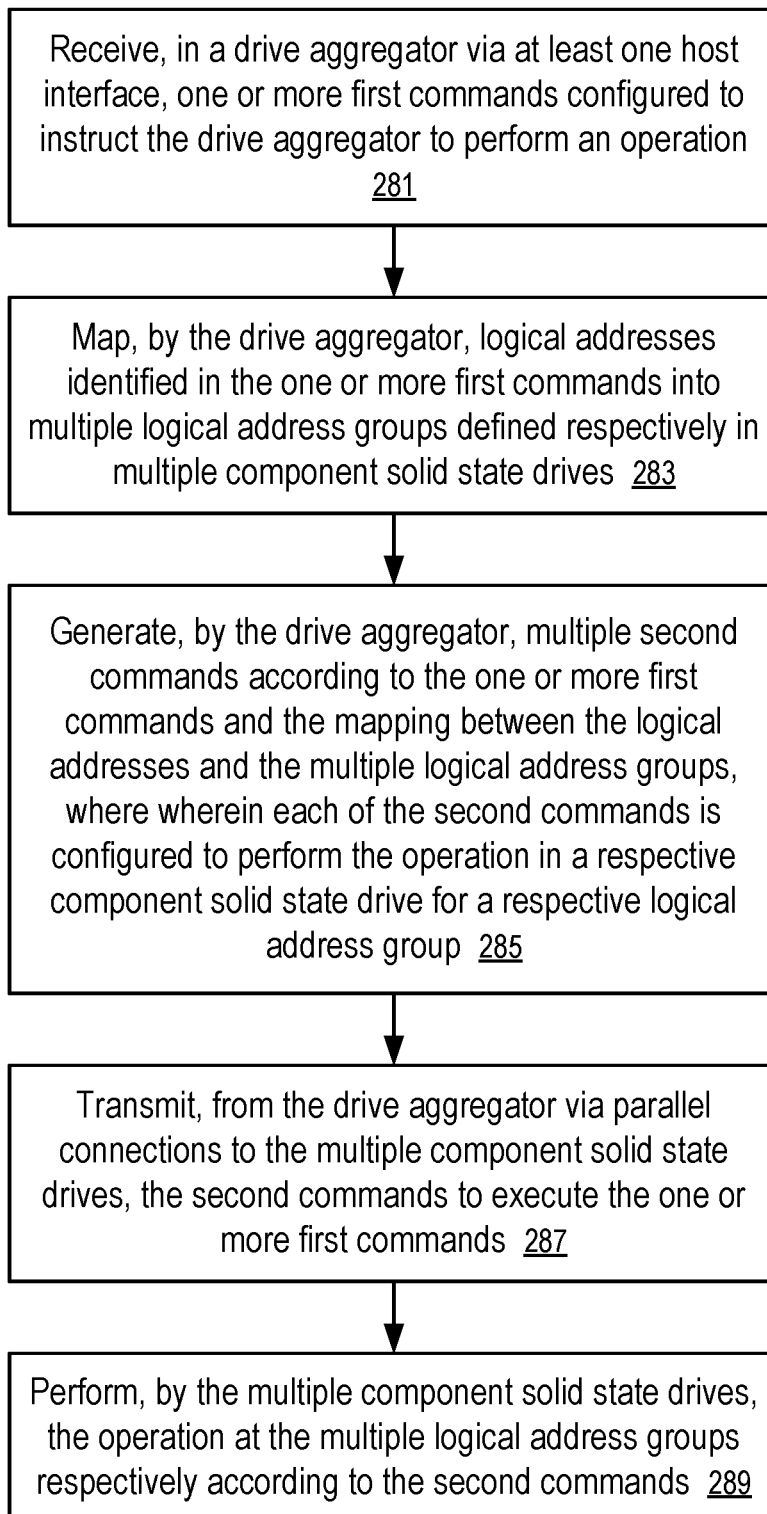 Receive, in a drive aggregator via at least one host
interface, one or more first commands configured to
instruct the drive aggregator to perform an operation
281
Map, by the drive aggregator, logical addresses
identified in the one or more first commands into
multiple logical address groups defined respectively in
multiple component solid state drives 283
Generate, by the drive aggregator, multiple second
commands according to the one or more first
commands and the mapping between the logical
addresses and the multiple logical address groups,
where wherein each of the second commands is
configured to perform the operation in a respective
component solid state drive for a respective logical
address group 285
Transmit, from the drive aggregator via parallel
connections to the multiple component solid state
drives, the second commands to execute the one or
more first commands 287
Perform, by the multiple component solid state drives,
the operation at the multiple logical address groups
respectively according to the second commands 289